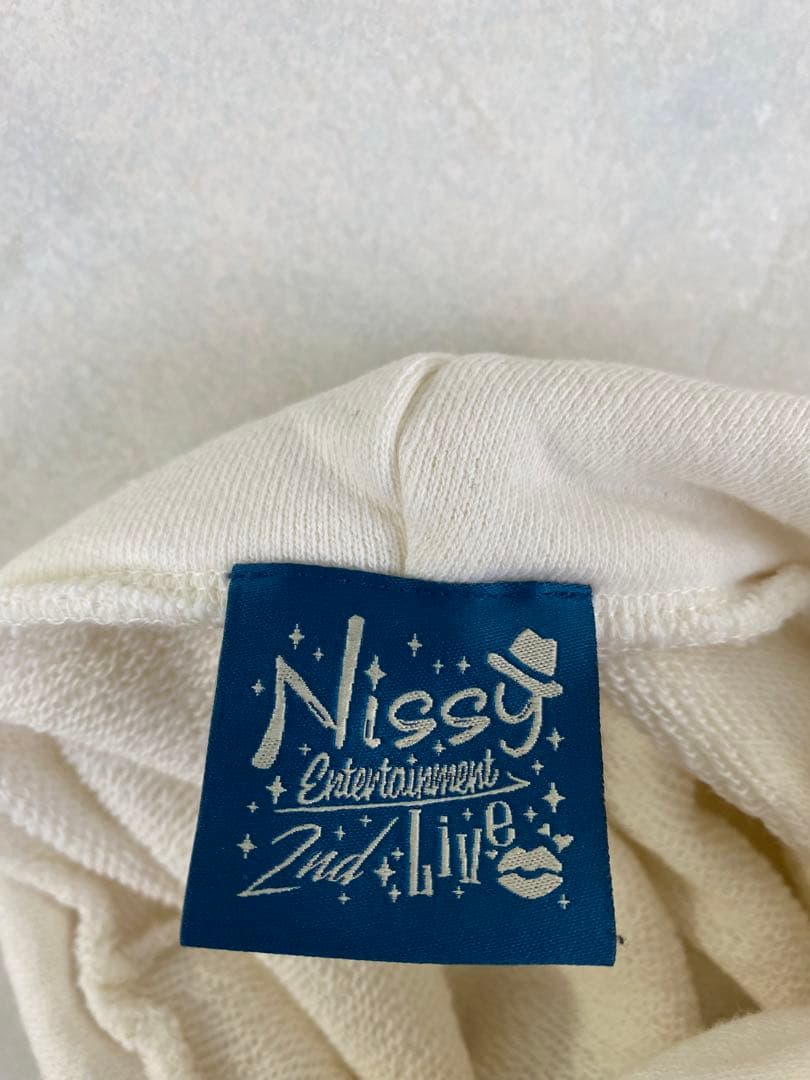 Nissy
Entertainment
2nd Live